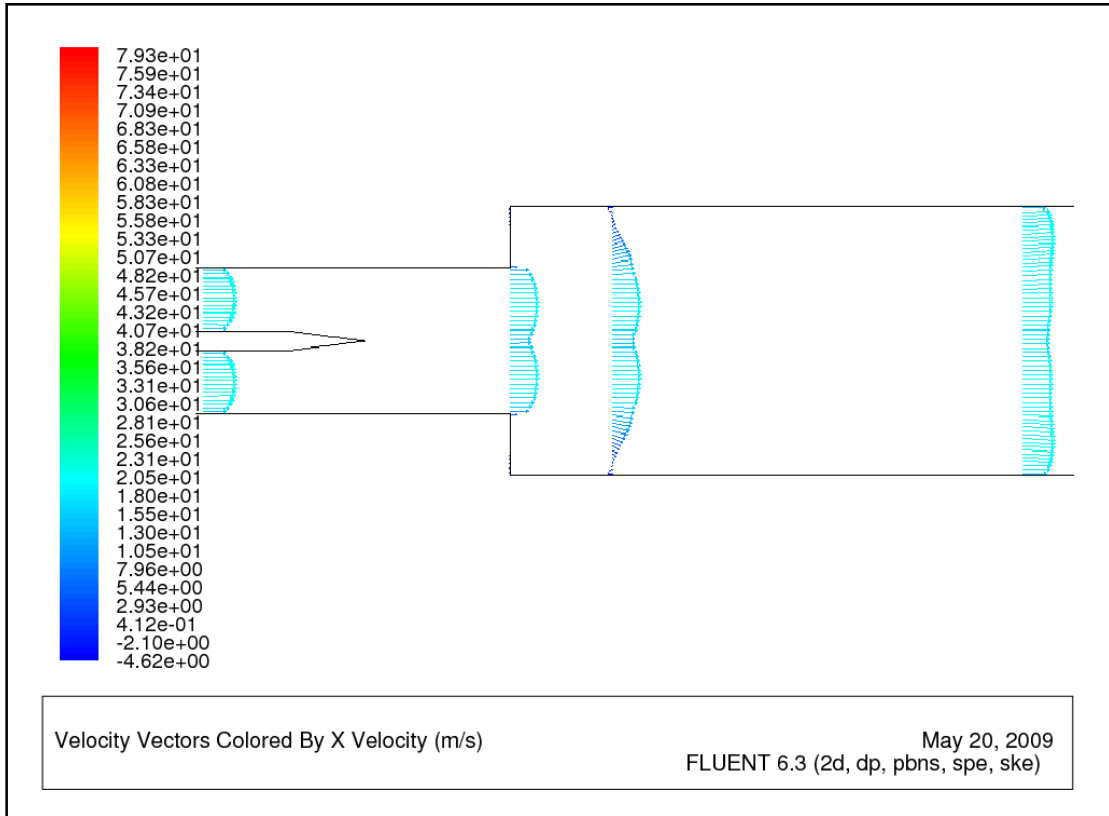 7.93e+01
7.59e+01
7.34e+01
7.09e+01
6.83e+01
6.58e+01
6.33e+01
6.08e+01
5.83e+01
5.58e+01
5.33e+01
5.07e+01
4.82e+01
4.57e+01
4.32e+01
4.07e+01
3.82e+01
3.56e+01
3.31e+01
3.06e+01
2.81e+01
2.56e+01
2.31e+01
2.05e+01
1.80e+01
1.55e+01
1.30e+01
1.05e+01
7.96e+00
5.44e+00
2.93e+00
4.12e-01
-2.10e+00
-4.62e+00
Velocity Vectors Colored By X Velocity (m/s)
May 20, 2009
FLUENT 6.3 (2d, dp, pbns, spe, ske)